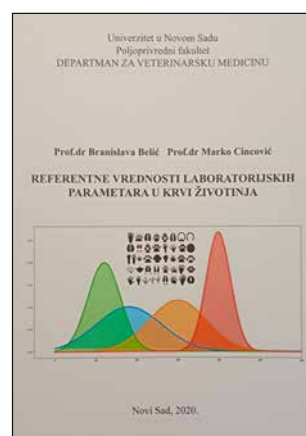 Univerzitet u Novom Sadu
Poljoprivredni fakultet
DEPARTMAN ZA VETERINARSKU MEDICINU
Prof.dr Branislava Belić Prof.dr Marko Cincović
REFERENTNE VREDNOSTI LABORATORIJSKIH
PARAMETARA U KRVI ŽIVOTINJA
Novi Sad, 2020.